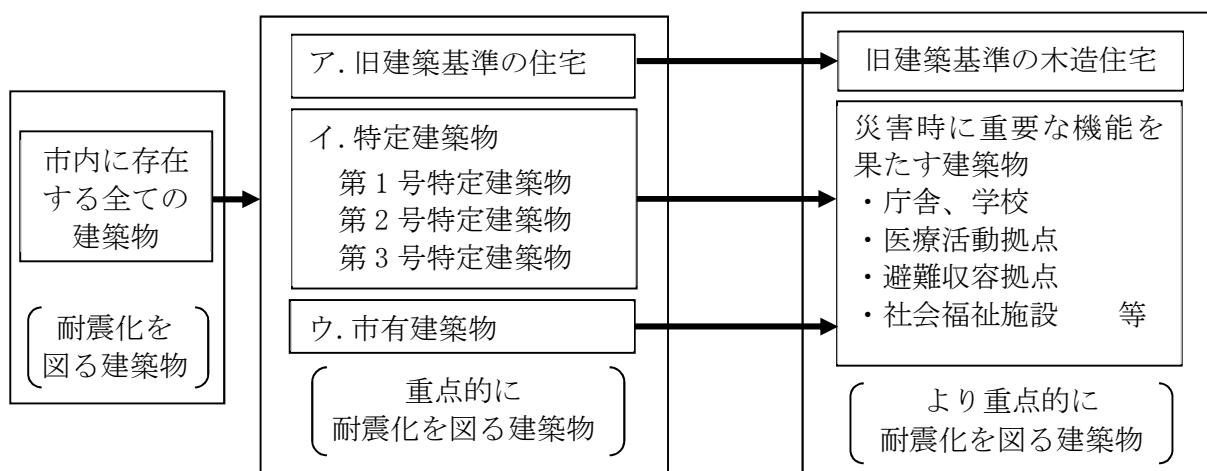 市内に存在
する全ての
建築物
耐震化を
図る建築物
ア.旧建築基準の住宅
イ.特定建築物
第1号特定建築物
第2号特定建築物
第3号特定建築物
ウ.市有建築物
重点的に
耐震化を図る建築物
旧建築基準の木造住宅
災害時に重要な機能を
果たす建築物
・庁舎、学校
・医療活動拠点
・避難収容拠点
・社会福祉施設　　等
より重点的に
耐震化を図る建築物